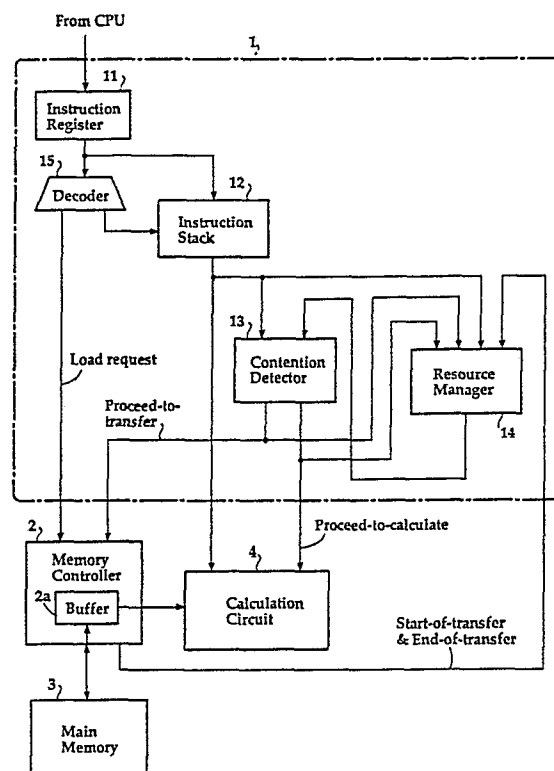 From CPU
1
11
Instruction
Register
15
Decoder
12
Instruction
Stack
13
Contention
Detector
Resource
Manager
14
Load request
Proceed-to-
transfer
Proceed-to-calculate
2
Memory
Controller
2a
Buffer
4
Calculation
Circuit
Start-of-transfer
& End-of-transfer
3
Main
Memory